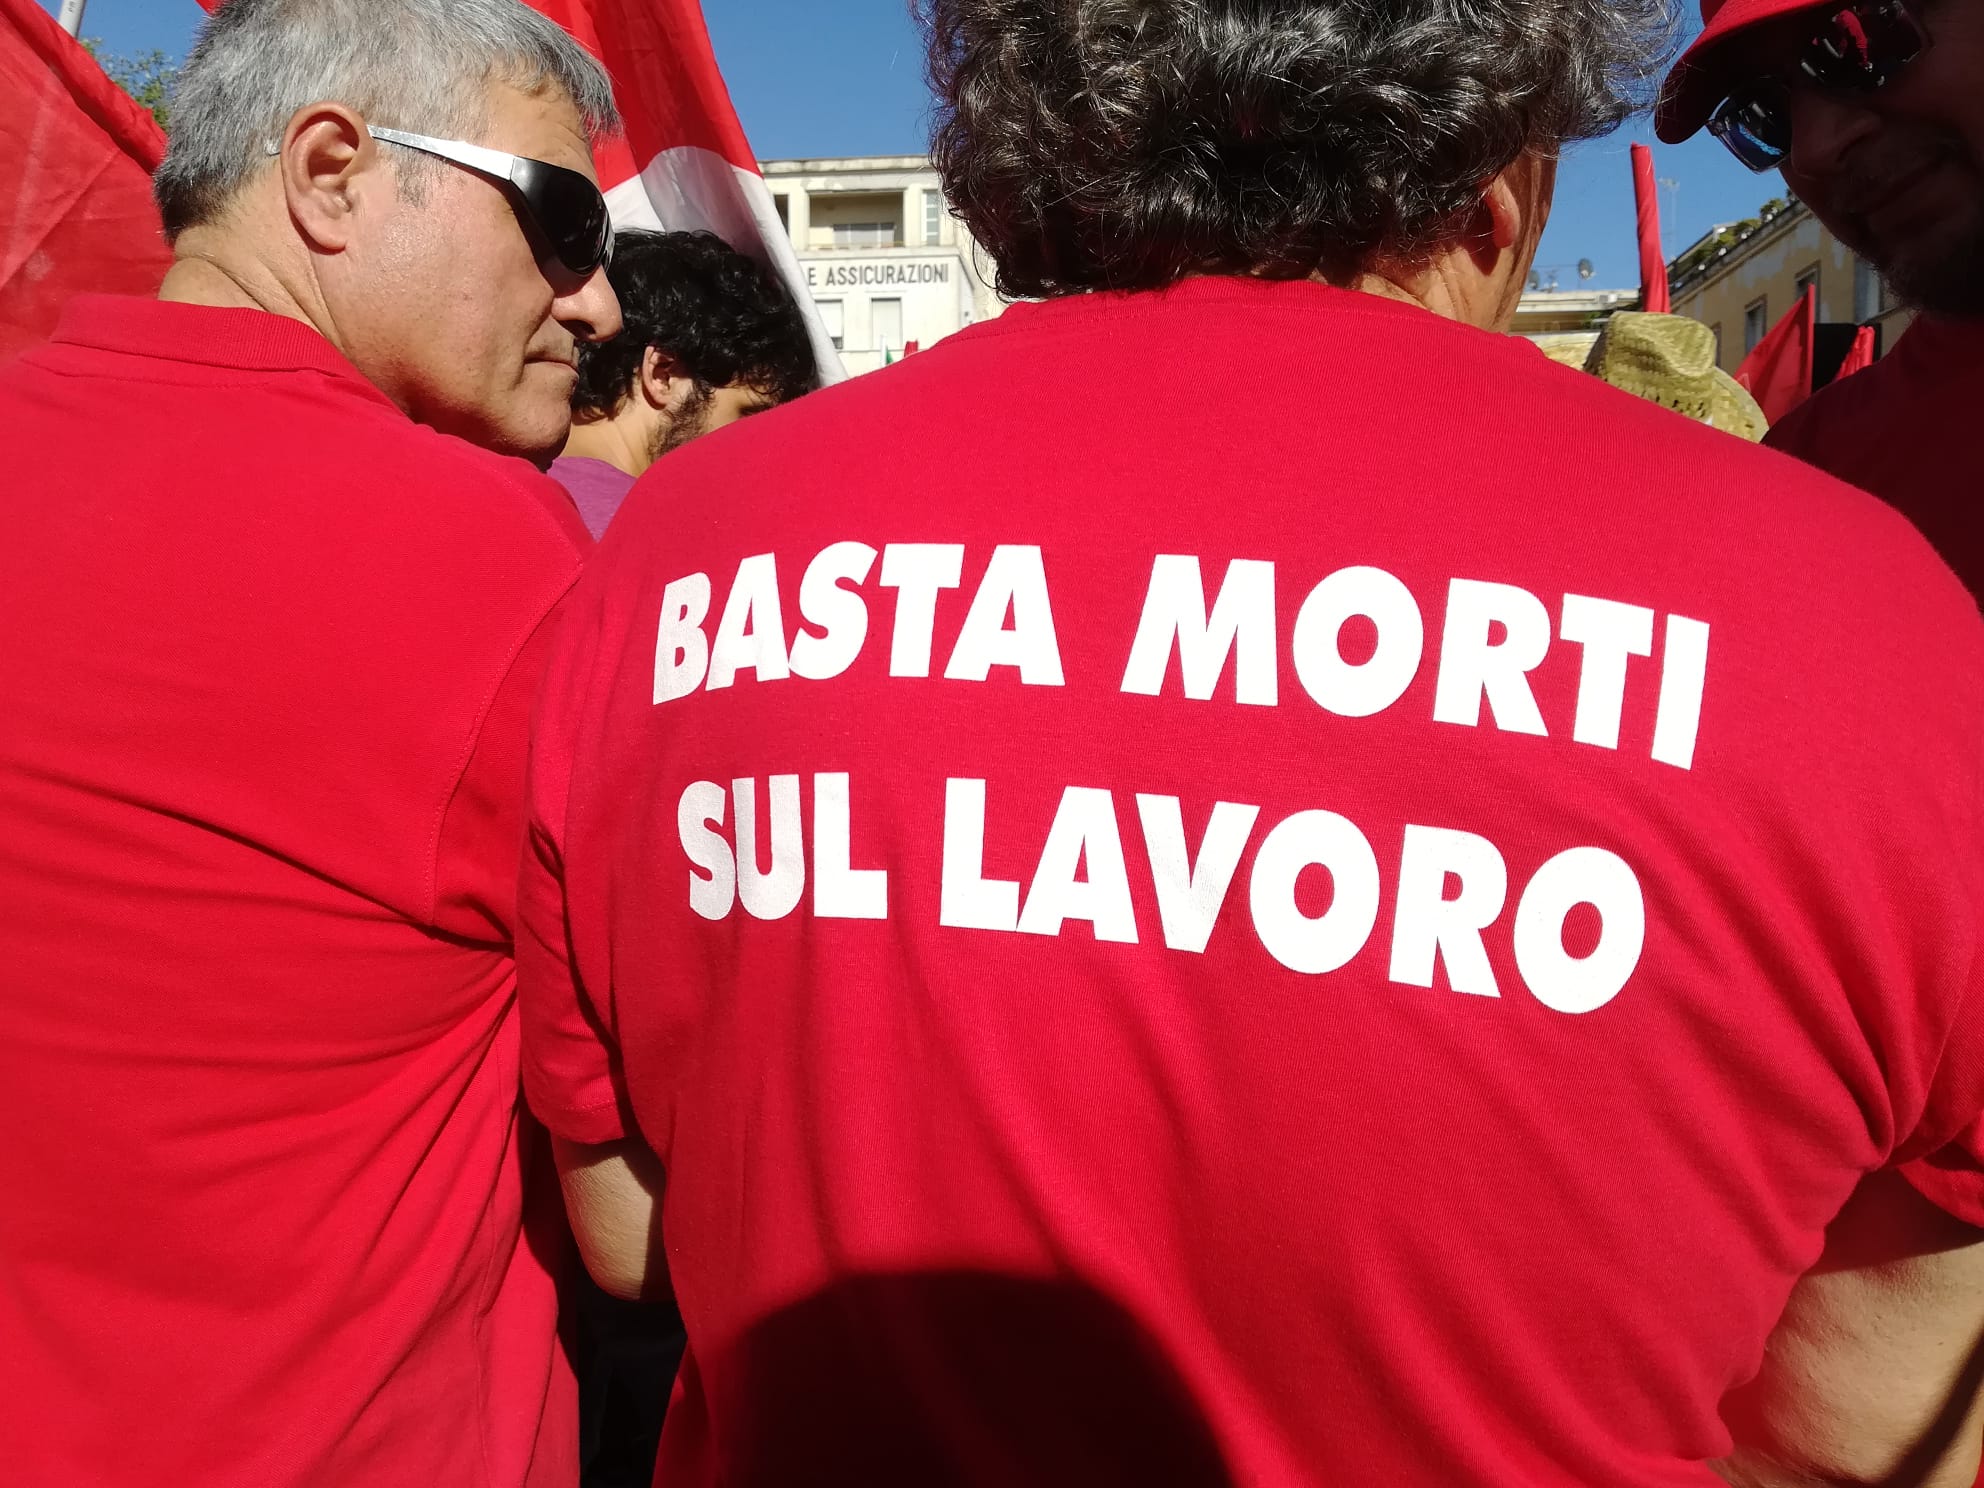 E ASSICURAZIONI
BASTA MORTI
SUL LAVORO